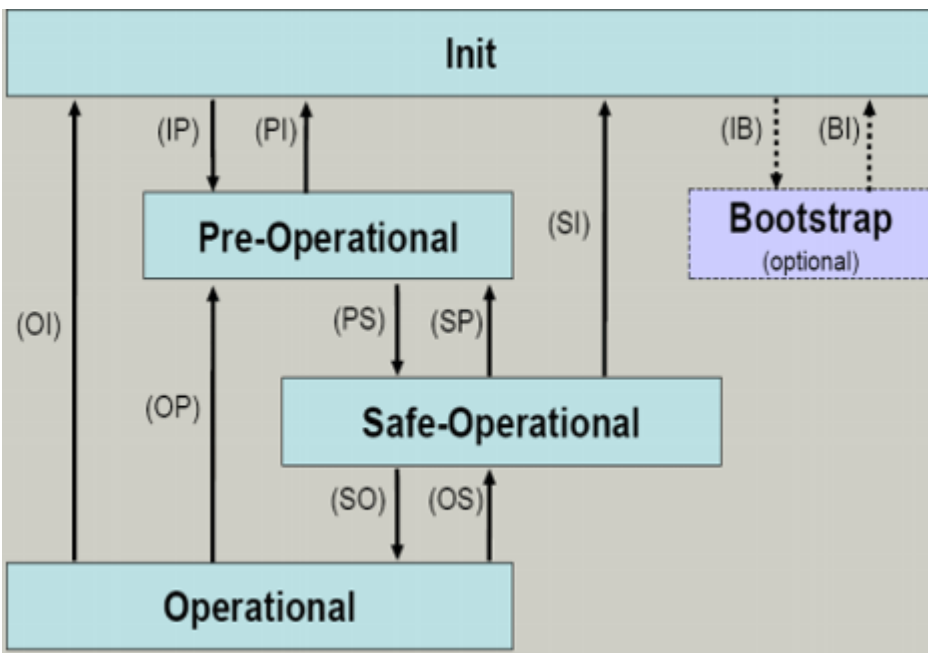 Init
(IP)
(PI)
(IB)
(BI)
Pre-Operational
(SI)
Bootstrap
(optional)
(OI)
(PS)
(SP)
(OP)
Safe-Operational
(SO)
(OS)
Operational